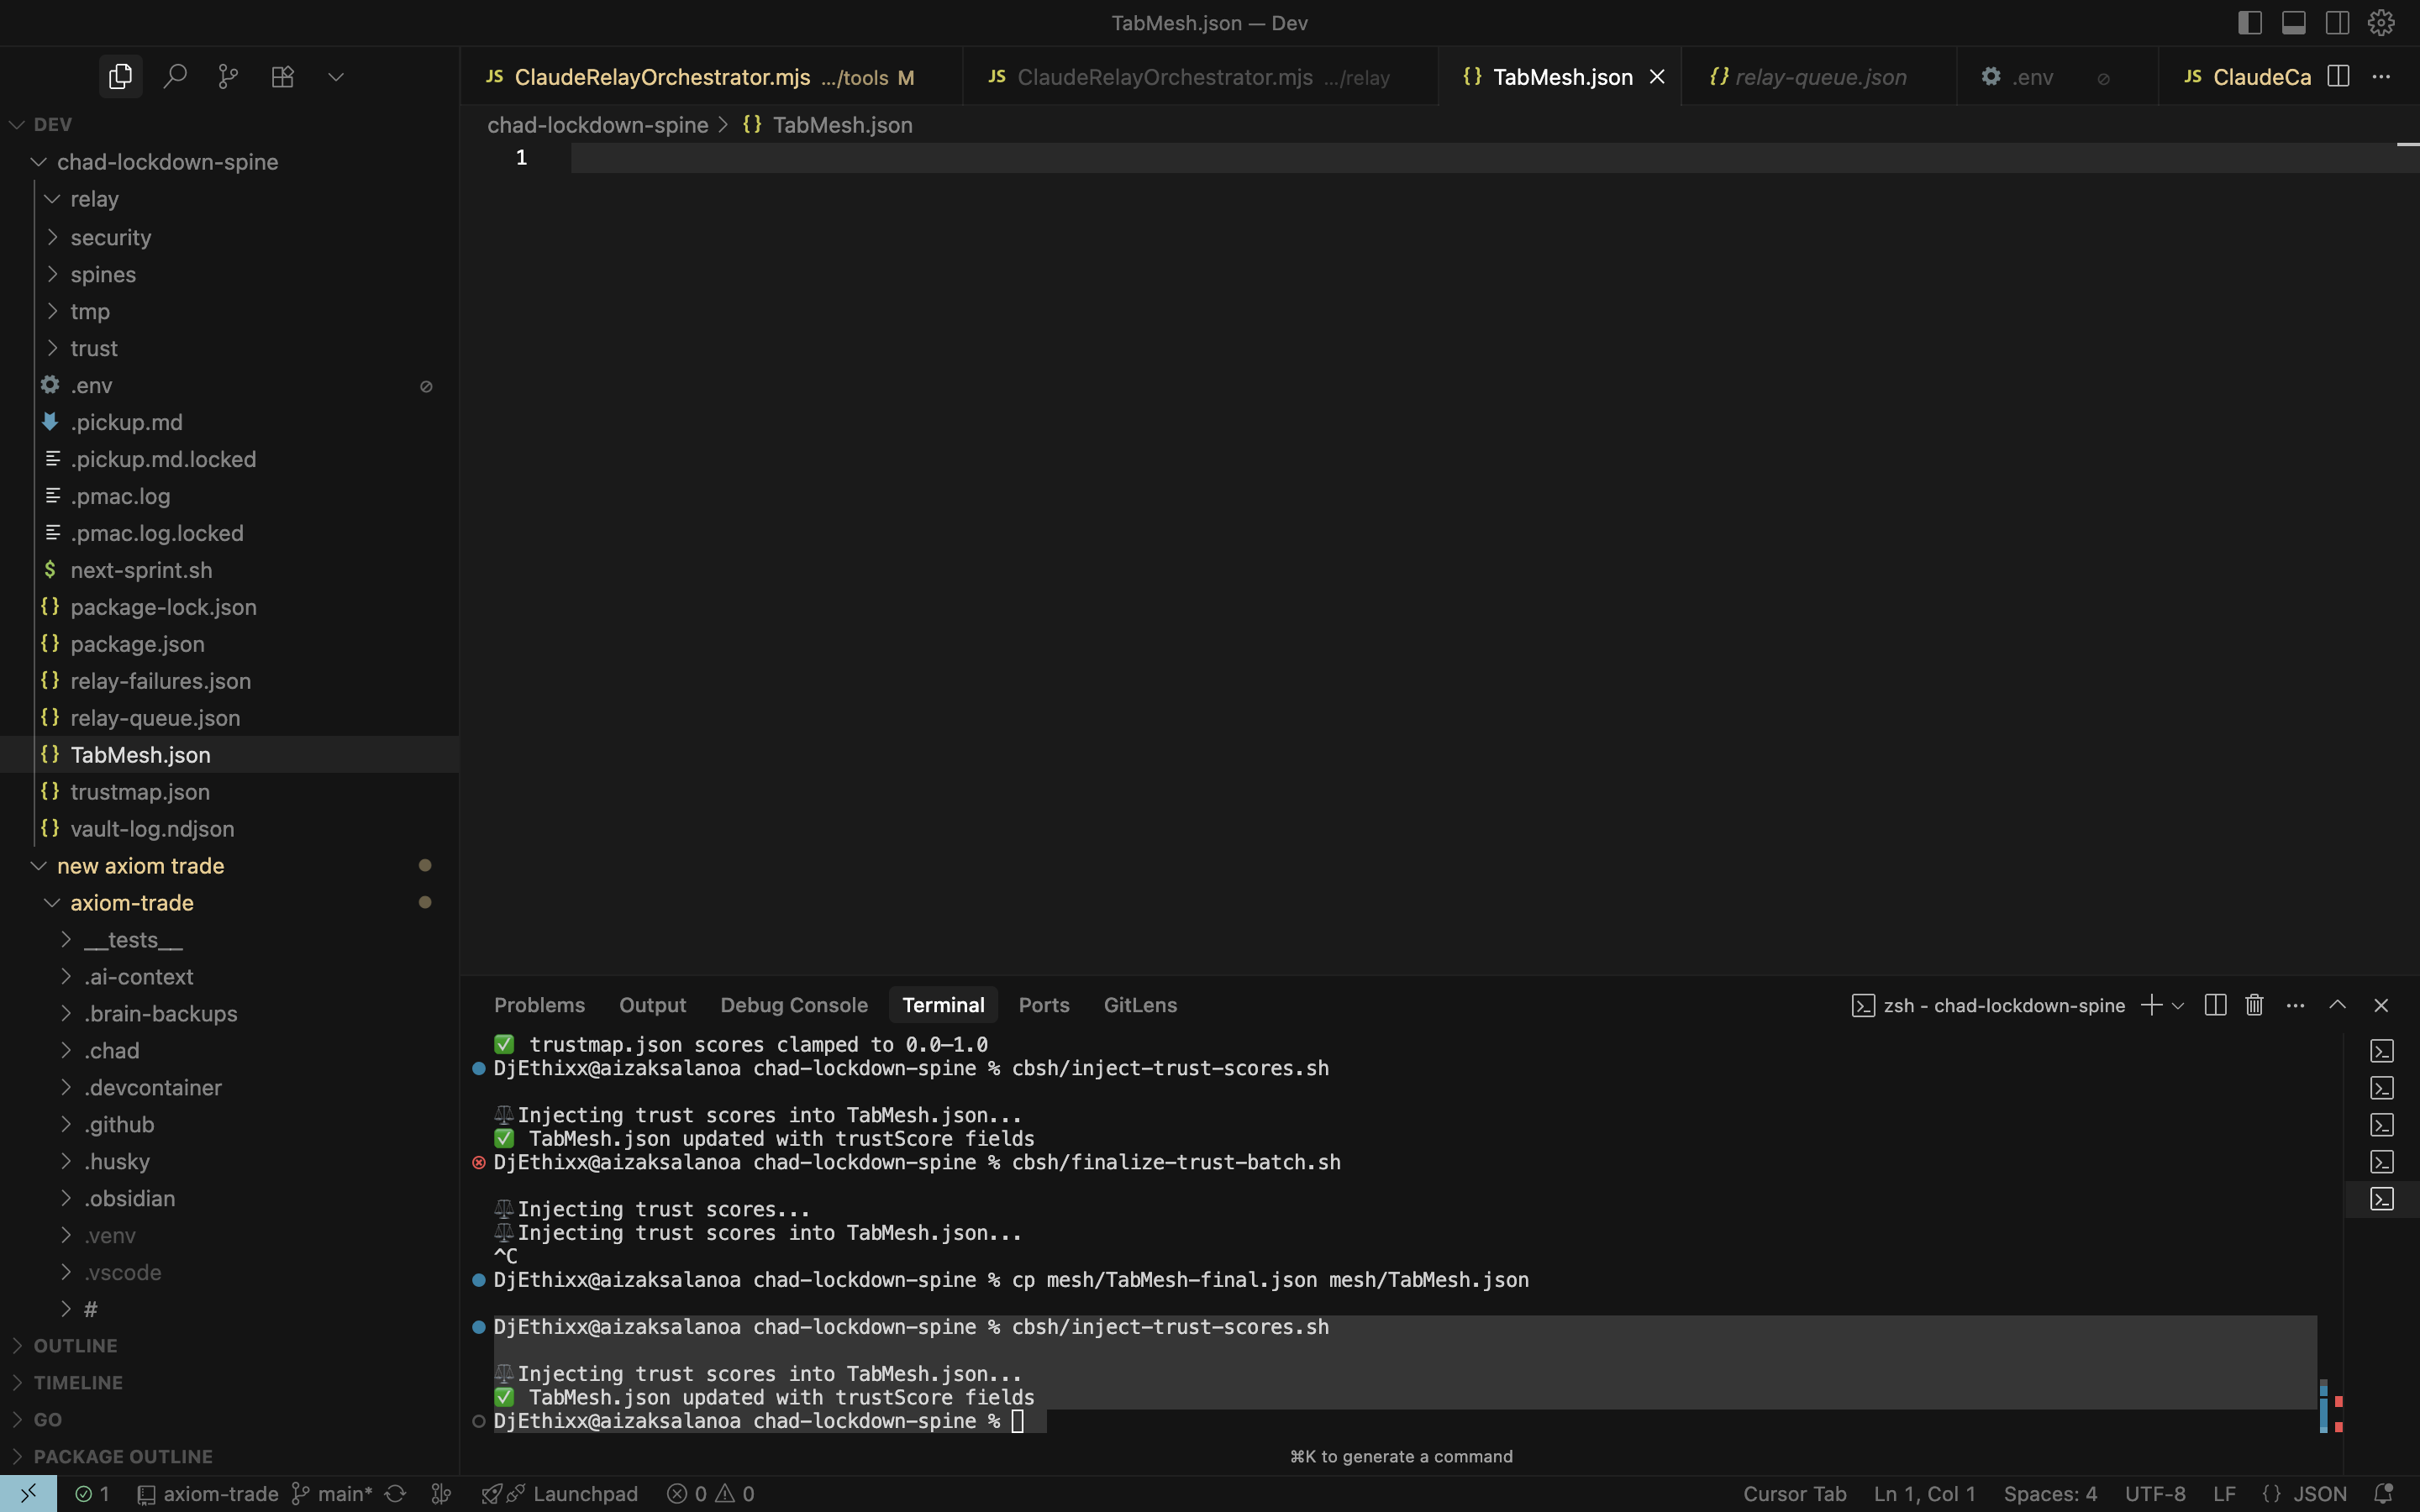 TabMesh.json — Dev
JS ClaudeRelayOrchestrator.mjs .../tools M
JS ClaudeRelayOrchestrator.mjs .../relay
{} TabMesh.json
{} relay-queue.json
.env
JS ClaudeCa
DEV
chad-lockdown-spine
relay
security
spines
tmp
trust
.env
.pickup.md
.pickup.md.locked
.pmac.log
.pmac.log.locked
$ next-sprint.sh
{} package-lock.json
{} package.json
{} relay-failures.json
{} relay-queue.json
{} TabMesh.json
{} trustmap.json
{} vault-log.ndjson
new axiom trade
axiom-trade
__tests__
.ai-context
.brain-backups
.chad
.devcontainer
.github
.husky
.obsidian
.venv
.vscode
#
OUTLINE
TIMELINE
GO
PACKAGE OUTLINE
chad-lockdown-spine > {} TabMesh.json
1
Problems Output Debug Console Terminal Ports GitLens
zsh - chad-lockdown-spine
✅ trustmap.json scores clamped to 0.0–1.0
DjEthixx@aizaksalanoa chad-lockdown-spine % cbsh/inject-trust-scores.sh
⚖️Injecting trust scores into TabMesh.json...
✅ TabMesh.json updated with trustScore fields
DjEthixx@aizaksalanoa chad-lockdown-spine % cbsh/finalize-trust-batch.sh
⚖️Injecting trust scores...
⚖️Injecting trust scores into TabMesh.json...
^C
DjEthixx@aizaksalanoa chad-lockdown-spine % cp mesh/TabMesh-final.json mesh/TabMesh.json
DjEthixx@aizaksalanoa chad-lockdown-spine % cbsh/inject-trust-scores.sh
⚖️Injecting trust scores into TabMesh.json...
✅ TabMesh.json updated with trustScore fields
DjEthixx@aizaksalanoa chad-lockdown-spine %
⌘K to generate a command
1 axiom-trade main* Launchpad 0 0
Cursor Tab Ln 1, Col 1 Spaces: 4 UTF-8 LF {} JSON